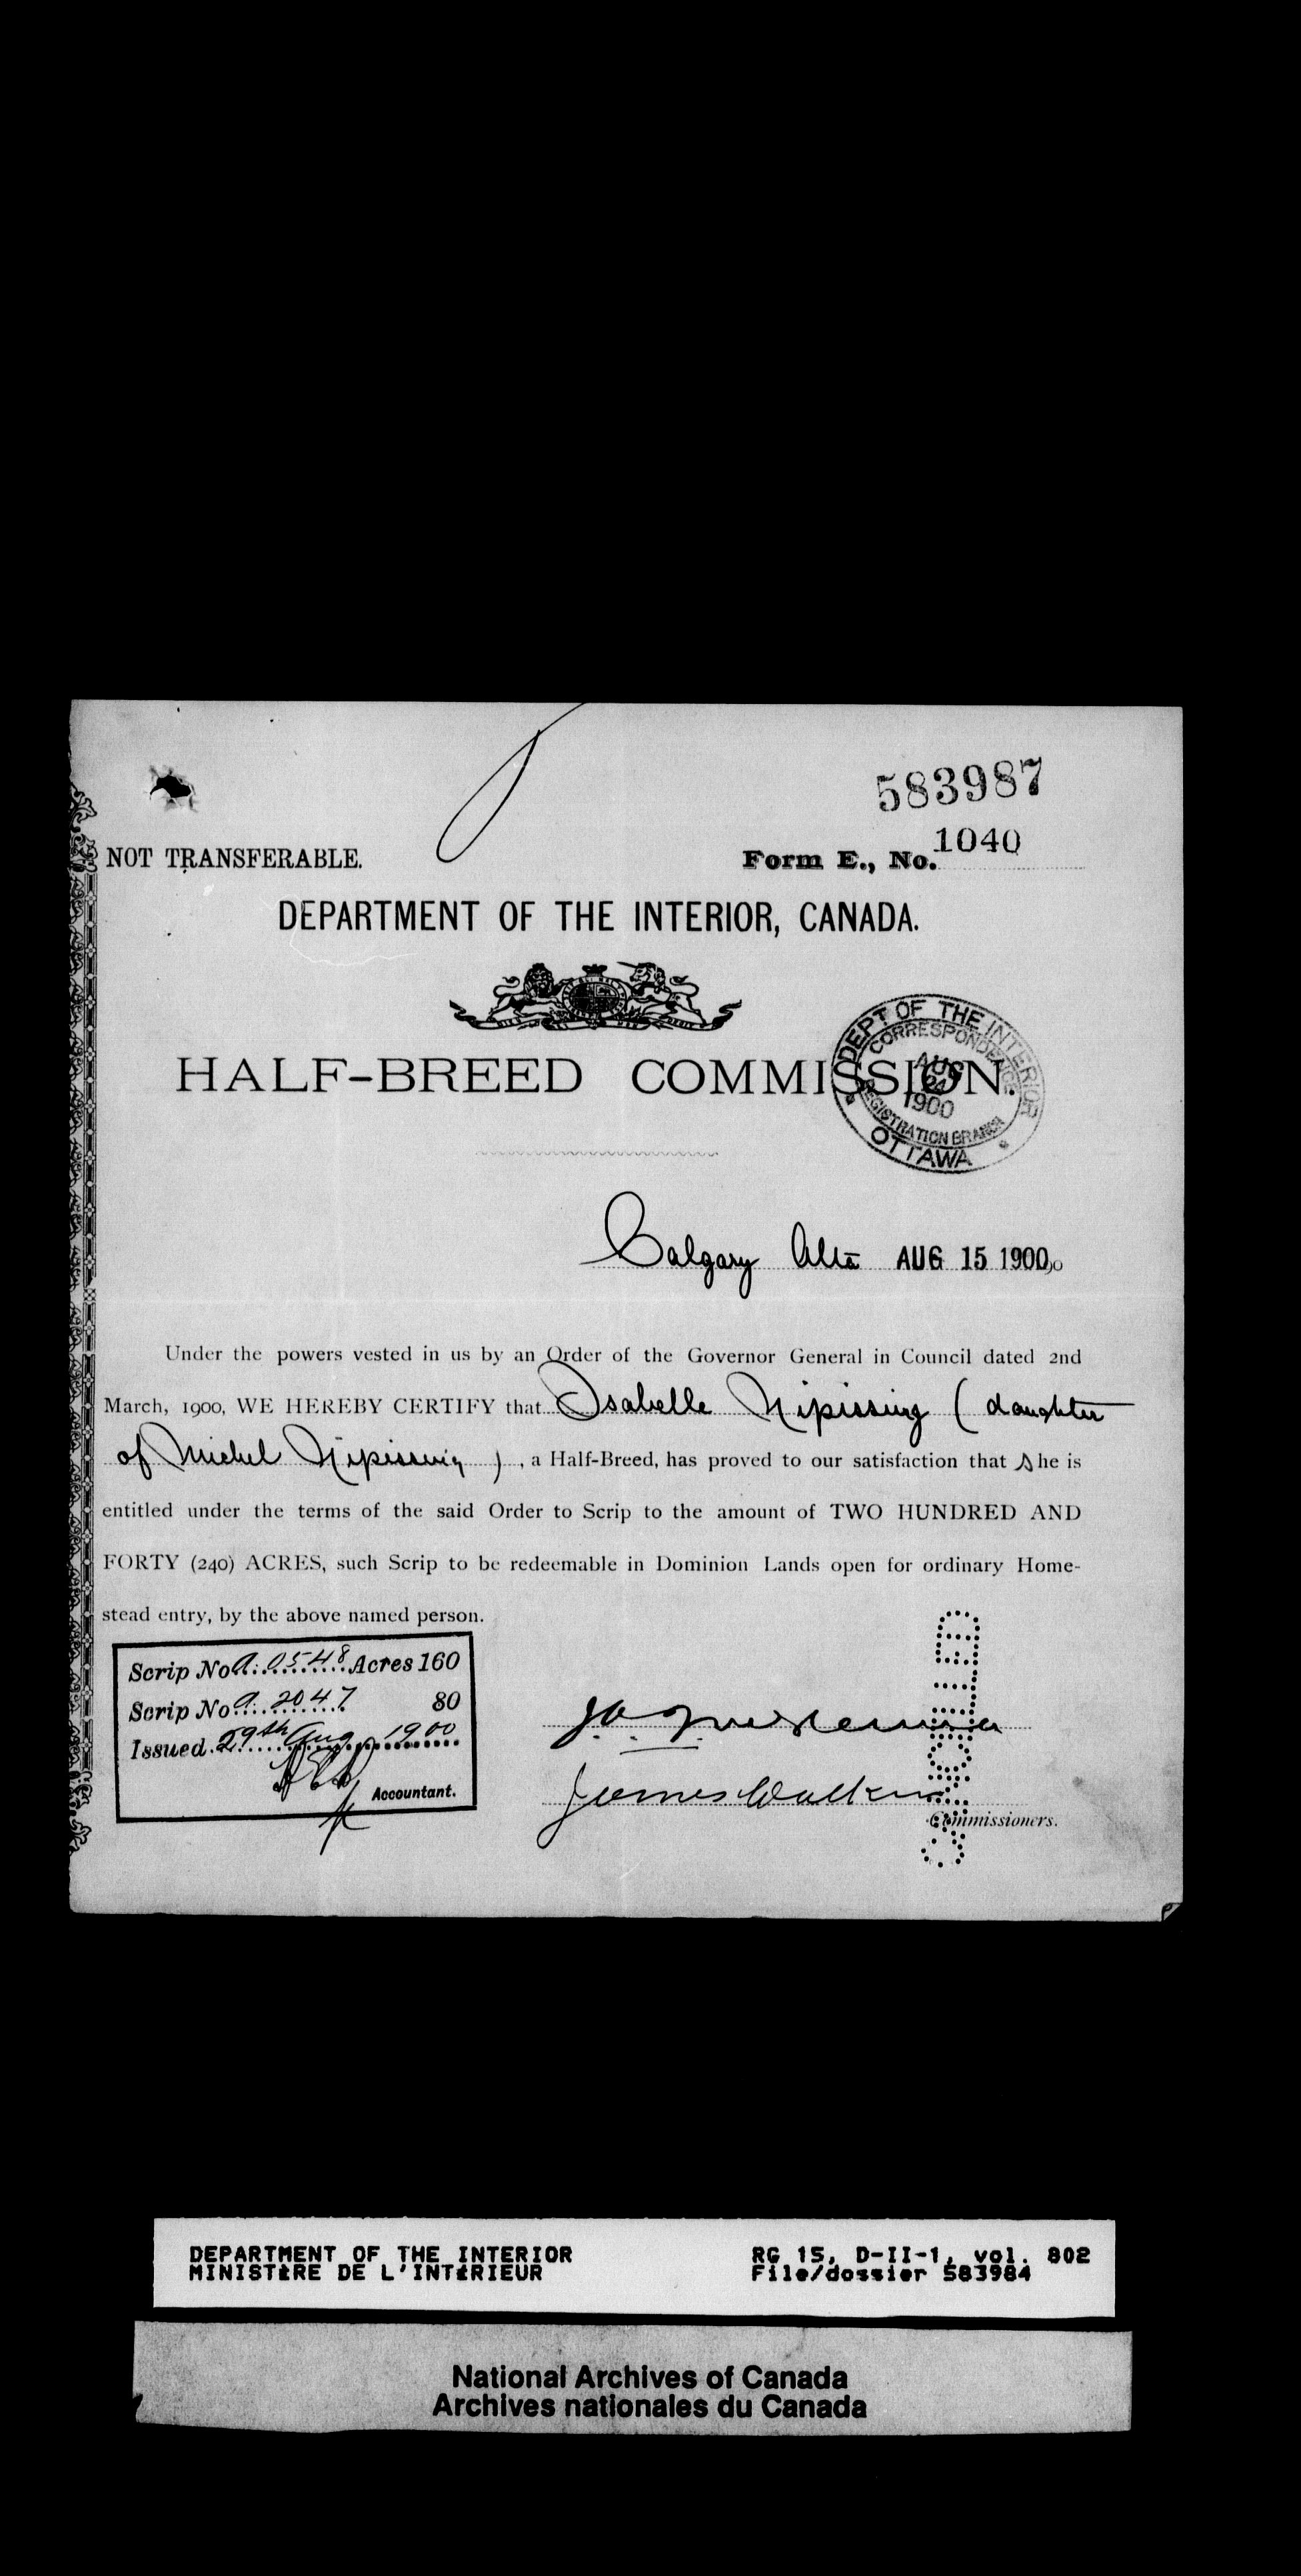 583987
NOT TRANSFERABLE.
Form E., No. 1040
DEPARTMENT OF THE INTERIOR, CANADA.
HALF-BREED COMMISSION.
DEPT OF THE INTERIOR
CORRESPONDENCE
AUG
1900
REGISTRATION BRANCH
OTTAWA
Calgary Alta AUG 15 1900
Under the powers vested in us by an Order of the Governor General in Council dated 2nd
March, 1900, WE HEREBY CERTIFY that Isabelle Nipissing (daughter
of Michel Nipissing), a Half-Breed, has proved to our satisfaction that She is
entitled under the terms of the said Order to Scrip to the amount of TWO HUNDRED AND
FORTY (240) ACRES, such Scrip to be redeemable in Dominion Lands open for ordinary Home-
stead entry, by the above named person.
Scrip No A. 0548 Acres 160
Scrip No A. 2047 80
Issued 29th Aug 1900
Accountant.
James Walker
Commissioners.
DEPARTMENT OF THE INTERIOR
MINISTÈRE DE L'INTÉRIEUR
RG 15, D-II-1, vol. 802
File/dossier 583984
National Archives of Canada
Archives nationales du Canada